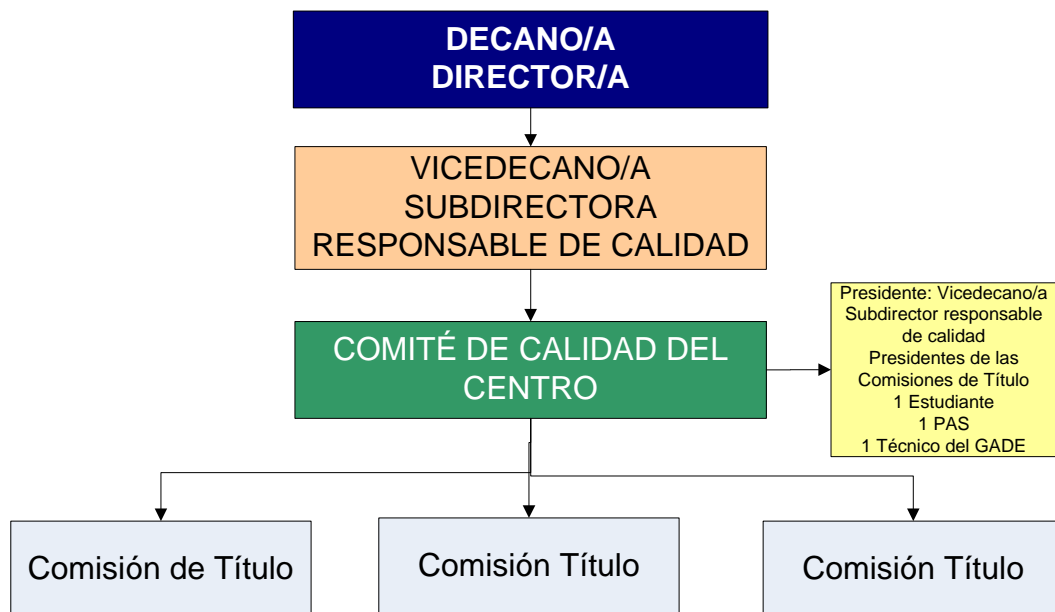 DECANO/A
DIRECTOR/A
VICEDECANO/A
SUBDIRECTORA
RESPONSABLE DE CALIDAD
COMITÉ DE CALIDAD DEL
CENTRO
Presidente: Vicedecano/a
Subdirector responsable
de calidad
Presidentes de las
Comisiones de Título
1 Estudiante
1 PAS
1 Técnico del GADE
Comisión de Título
Comisión Título
Comisión Título